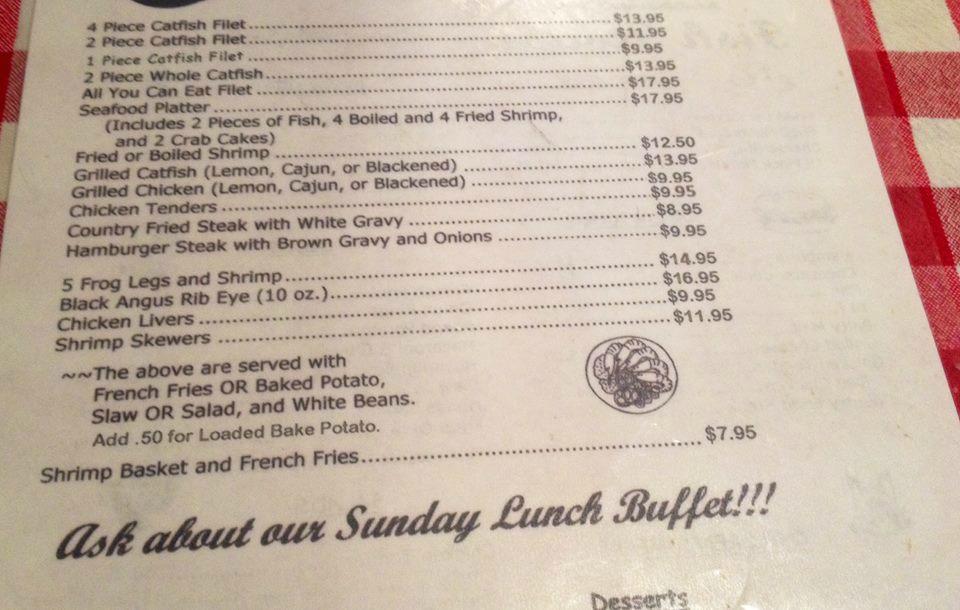 4 Piece Catfish Filet........$13.95
2 Piece Catfish Filet........$11.95
1 Piece Catfish Filet........$9.95
2 Piece Whole Catfish........$13.95
All You Can Eat Filet........$17.95
Seafood Platter........$17.95
(Includes 2 Pieces of Fish, 4 Boiled and 4 Fried Shrimp,
and 2 Crab Cakes)
Fried or Boiled Shrimp........$12.50
Grilled Catfish (Lemon, Cajun, or Blackened)........$13.95
Grilled Chicken (Lemon, Cajun, or Blackened)........$9.95
Chicken Tenders........$9.95
Country Fried Steak with White Gravy........$8.95
Hamburger Steak with Brown Gravy and Onions........$9.95
5 Frog Legs and Shrimp........$14.95
Black Angus Rib Eye (10 oz.)........$16.95
Chicken Livers........$9.95
Shrimp Skewers........$11.95
~~The above are served with
French Fries OR Baked Potato,
Slaw OR Salad, and White Beans.
Add .50 for Loaded Bake Potato.
Shrimp Basket and French Fries........$7.95
Ask about our Sunday Lunch Buffet!!!
Desserts